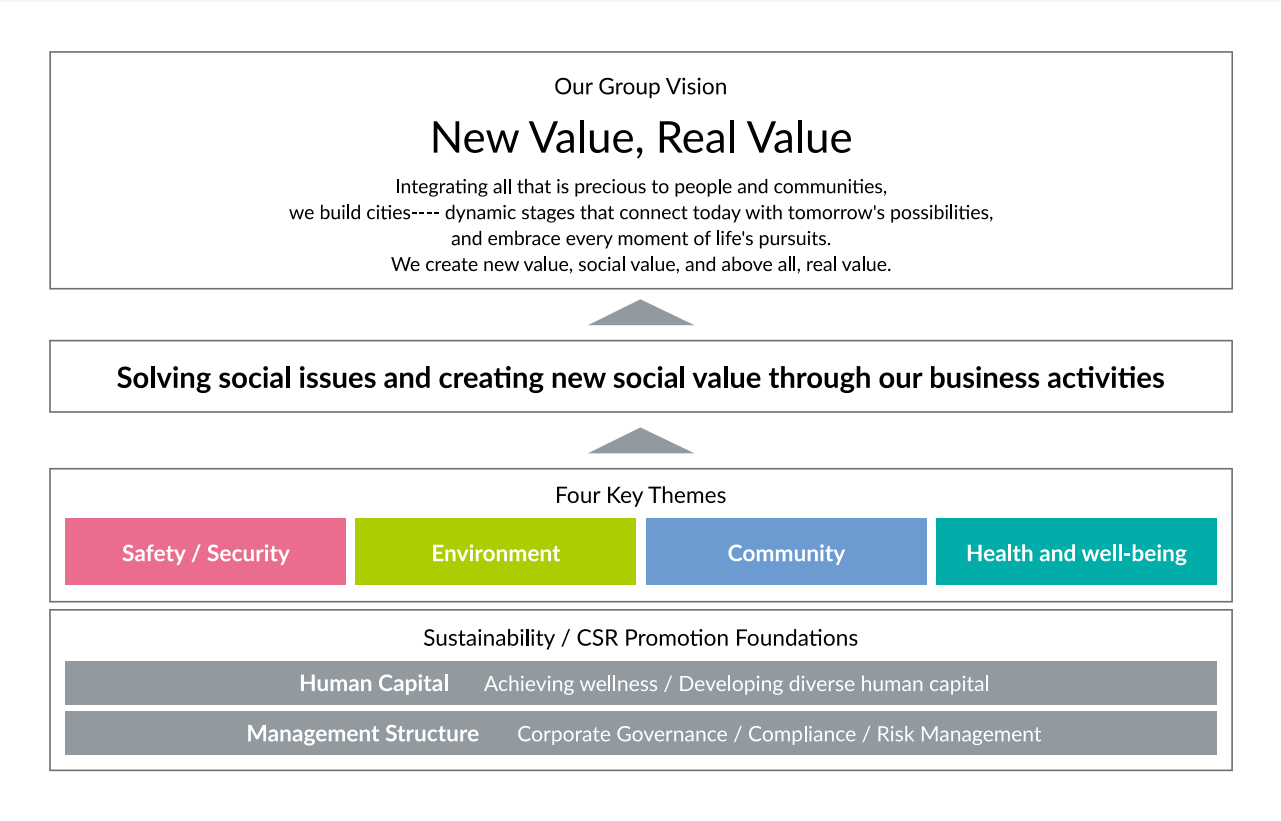 Our Group Vision
New Value, Real Value
Integrating all that is precious to people and communities,
we build cities---- dynamic stages that connect today with tomorrow's possibilities,
and embrace every moment of life's pursuits.
We create new value, social value, and above all, real value.
Solving social issues and creating new social value through our business activities
Four Key Themes
Safety / Security
Environment
Community
Health and well-being
Sustainability / CSR Promotion Foundations
Human Capital Achieving wellness / Developing diverse human capital
Management Structure Corporate Governance / Compliance / Risk Management